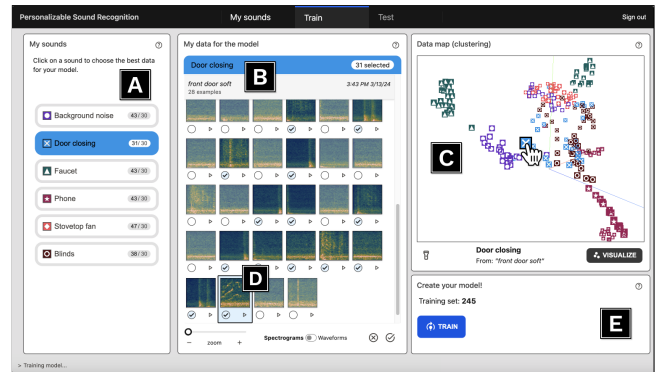 Personalizable Sound Recognition
My sounds
Train
Test
Sign out
My sounds
Click on a sound to choose the best data
for your model.
A
Background noise 43/30
Door closing 31/30
Faucet 43/30
Phone 43/30
Stovetop fan 47/30
Blinds 38/30
My data for the model
Door closing
31 selected
B
front door soft
3:43 PM 3/13/24
28 examples
D
zoom
Spectrograms
Waveforms
Data map (clustering)
C
Door closing
From: "front door soft"
VISUALIZE
Create your model!
Training set: 245
TRAIN
E
> Training model...